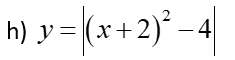 h) y = |(x + 2)² − 4|